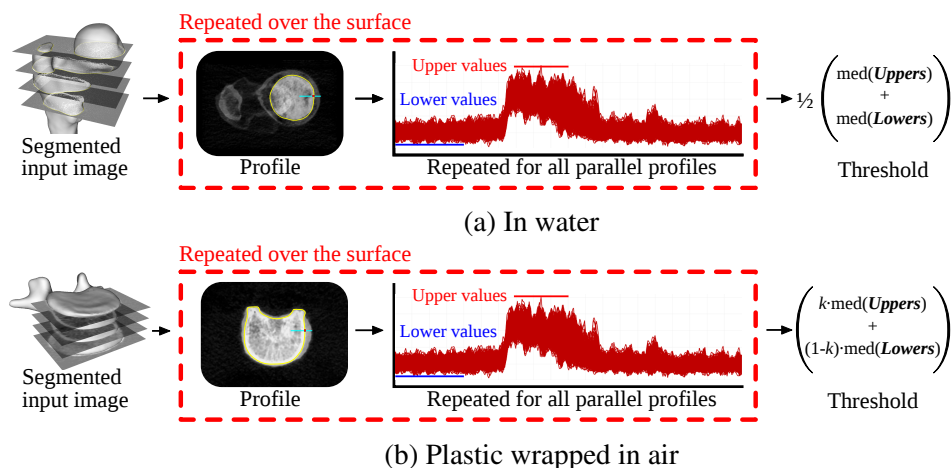 Repeated over the surface
Upper values
Lower values
Segmented
input image
Profile
Repeated for all parallel profiles
½ (med(Uppers)
+
med(Lowers))
Threshold
(a) In water
Repeated over the surface
Upper values
Lower values
Segmented
input image
Profile
Repeated for all parallel profiles
(k·med(Uppers)
+
(1-k)·med(Lowers))
Threshold
(b) Plastic wrapped in air